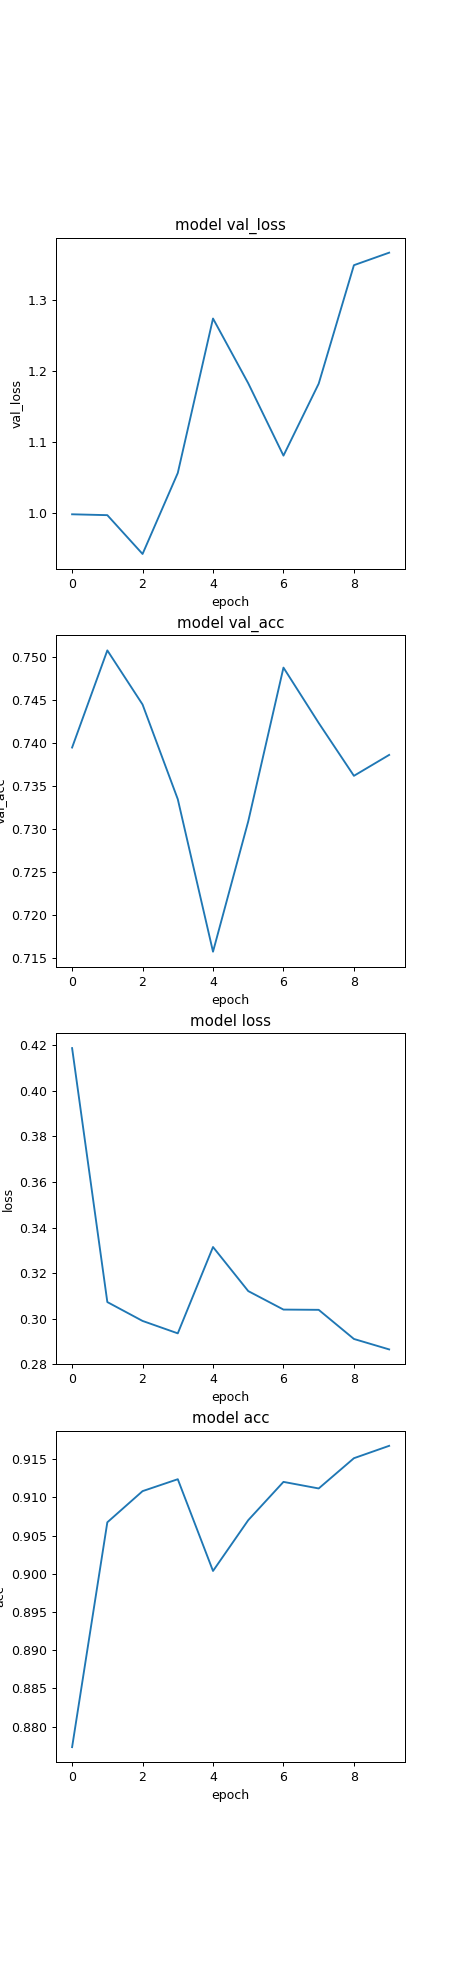 model val_loss
1.3
1.2
1.1
1.0
val_loss
0 2 4 6 8
epoch
model val_acc
0.750
0.745
0.740
0.735
0.730
0.725
0.720
0.715
val_acc
0 2 4 6 8
epoch
model loss
0.42
0.40
0.38
0.36
0.34
0.32
0.30
0.28
loss
0 2 4 6 8
epoch
model acc
0.915
0.910
0.905
0.900
0.895
0.890
0.885
0.880
acc
0 2 4 6 8
epoch